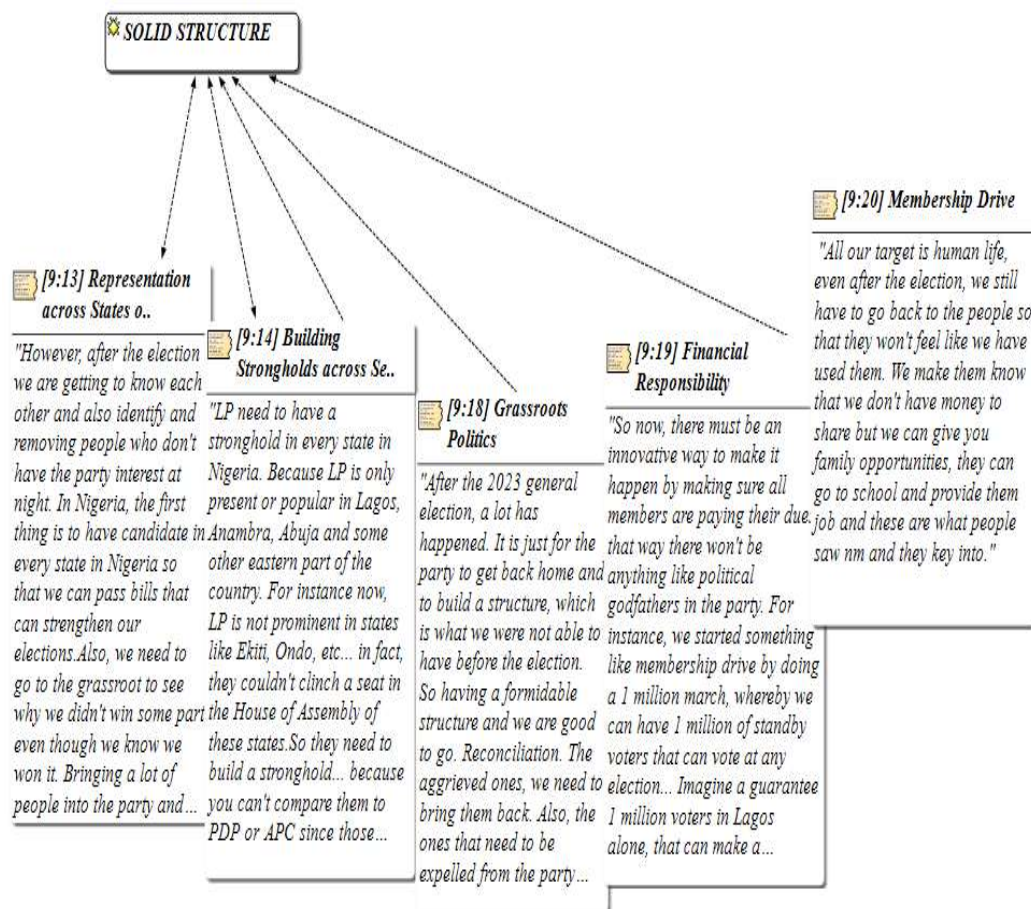 SOLID STRUCTURE
[9:13] Representation
across States o..
"However, after the election
we are getting to know each
other and also identify and
removing people who don't
have the party interest at
night. In Nigeria, the first
thing is to have candidate in
every state in Nigeria so
that we can pass bills that
can strengthen our
elections.Also, we need to
go to the grassroot to see
why we didn't win some part
even though we know we
won it. Bringing a lot of
people into the party and...
[9:14] Building
Strongholds across Se..
"LP need to have a
stronghold in every state in
Nigeria. Because LP is only
present or popular in Lagos,
Anambra, Abuja and some
other eastern part of the
country. For instance now,
LP is not prominent in states
like Ekiti, Ondo, etc... in fact,
they couldn't clinch a seat in
the House of Assembly of
these states.So they need to
build a stronghold... because
you can't compare them to
PDP or APC since those...
[9:18] Grassroots
Politics
"After the 2023 general
election, a lot has
happened. It is just for the
party to get back home and
to build a structure, which
is what we were not able to
have before the election.
So having a formidable
structure and we are good
to go. Reconciliation. The
aggrieved ones, we need to
bring them back. Also, the
ones that need to be
expelled from the party...
[9:19] Financial
Responsibility
"So now, there must be an
innovative way to make it
happen by making sure all
members are paying their due.
that way there won't be
anything like political
godfathers in the party. For
instance, we started something
like membership drive by doing
a 1 million march, whereby we
can have 1 million of standby
voters that can vote at any
election... Imagine a guarantee
1 million voters in Lagos
alone, that can make a...
[9:20] Membership Drive
"All our target is human life,
even after the election, we still
have to go back to the people so
that they won't feel like we have
used them. We make them know
that we don't have money to
share but we can give you
family opportunities, they can
go to school and provide them
job and these are what people
saw nm and they key into."